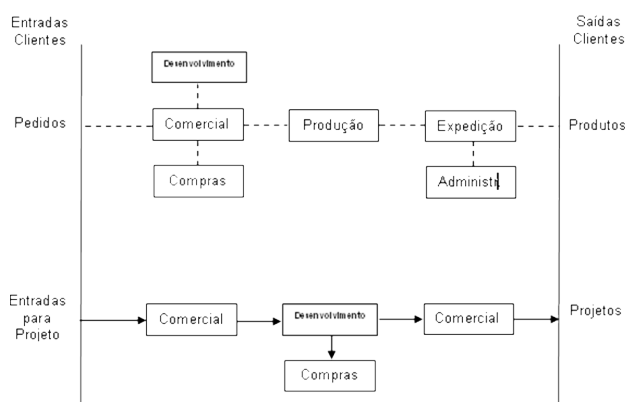 Entradas
Clientes
Saídas
Clientes
Desenvolvimento
Pedidos
Comercial
Produção
Expedição
Produtos
Compras
Administr
Entradas
para
Projeto
Comercial
Desenvolvimento
Comercial
Projetos
Compras